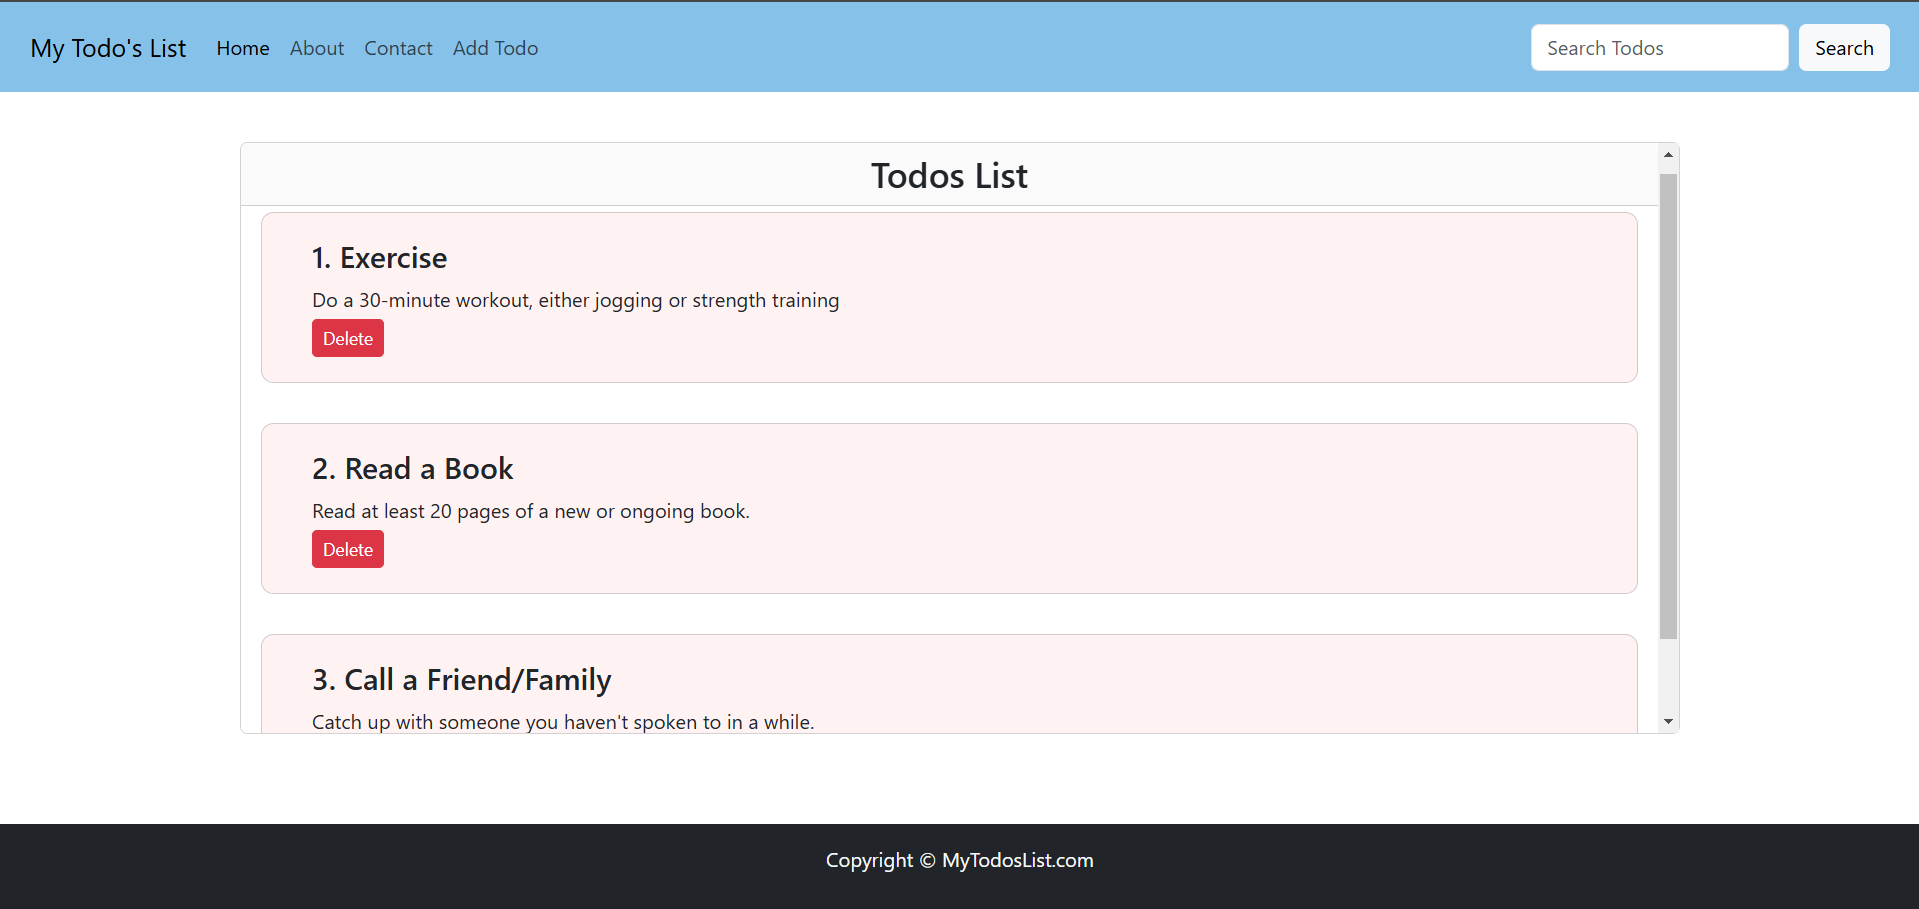 My Todo's List Home About Contact Add Todo Search Todos Search
Todos List
1. Exercise
Do a 30-minute workout, either jogging or strength training
Delete
2. Read a Book
Read at least 20 pages of a new or ongoing book.
Delete
3. Call a Friend/Family
Catch up with someone you haven't spoken to in a while.
Copyright © MyTodosList.com